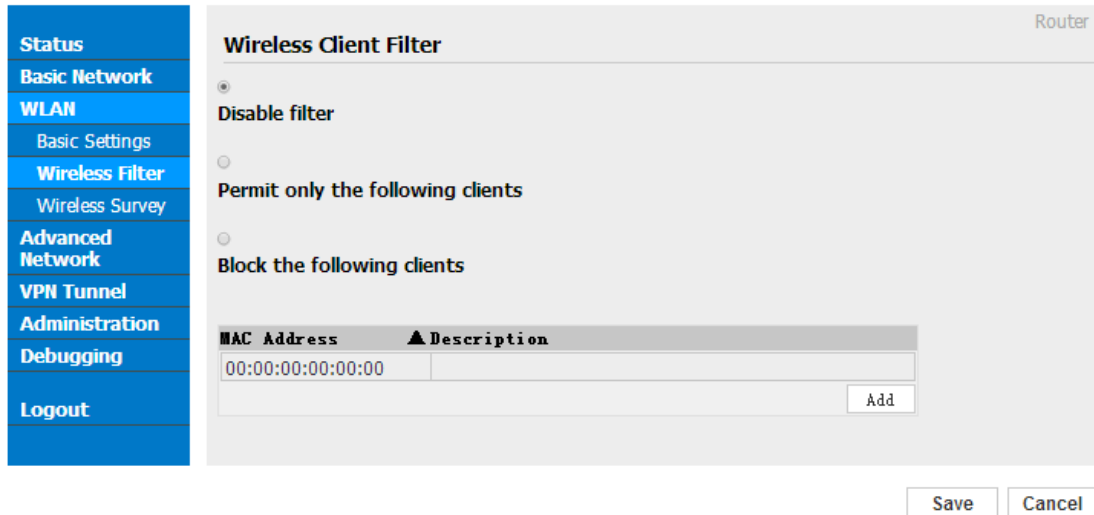 Router
Status
Basic Network
WLAN
Basic Settings
Wireless Filter
Wireless Survey
Advanced
Network
VPN Tunnel
Administration
Debugging
Logout
Wireless Client Filter
Disable filter
Permit only the following clients
Block the following clients
MAC Address ▲ Description
00:00:00:00:00:00
Add
Save Cancel